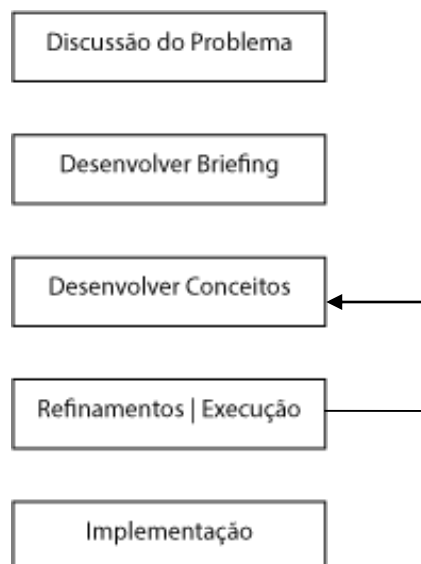 Discussão do Problema
Desenvolver Briefing
Desenvolver Conceitos
Refinamentos | Execução
Implementação